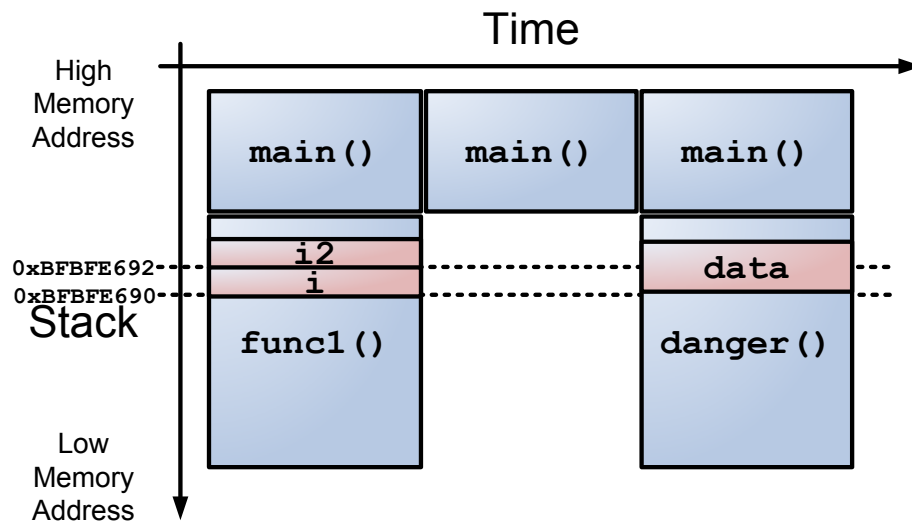 Time
High
Memory
Address
main()
main()
main()
i2
0xBFBFE692
data
i
0xBFBFE690
Stack
func1()
danger()
Low
Memory
Address